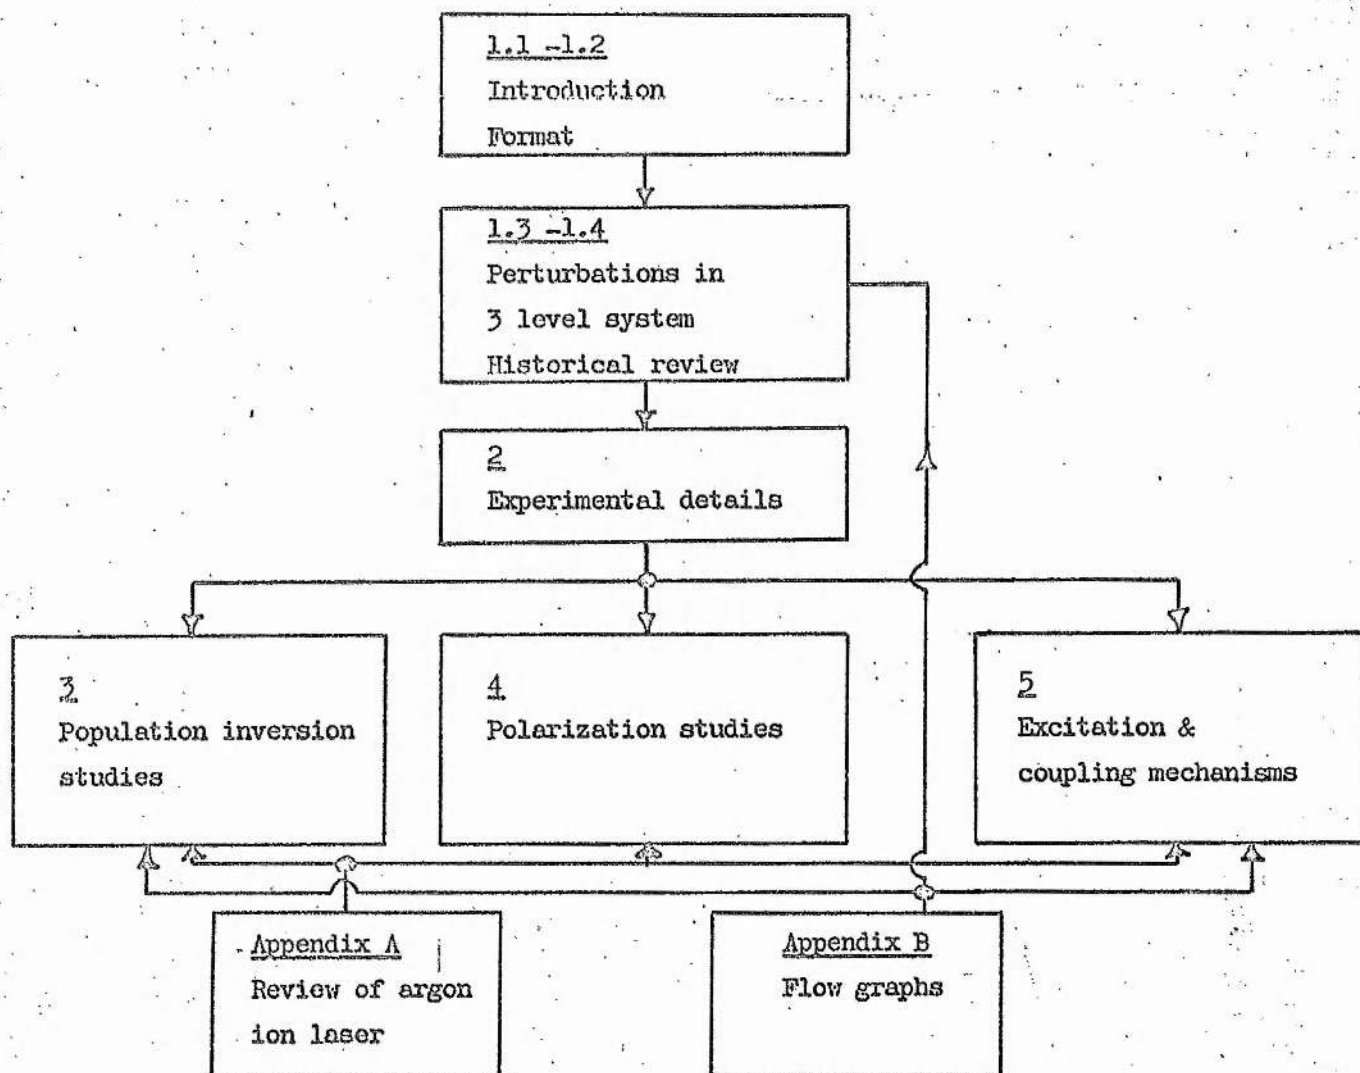 1.1 -1.2
Introduction
Format
1.3 -1.4
Perturbations in
3 level system
Historical review
2
Experimental details
3.
Population inversion
studies
4.
Polarization studies
5
Excitation &
coupling mechanisms
Appendix A
Review of argon
ion laser
Appendix B
Flow graphs